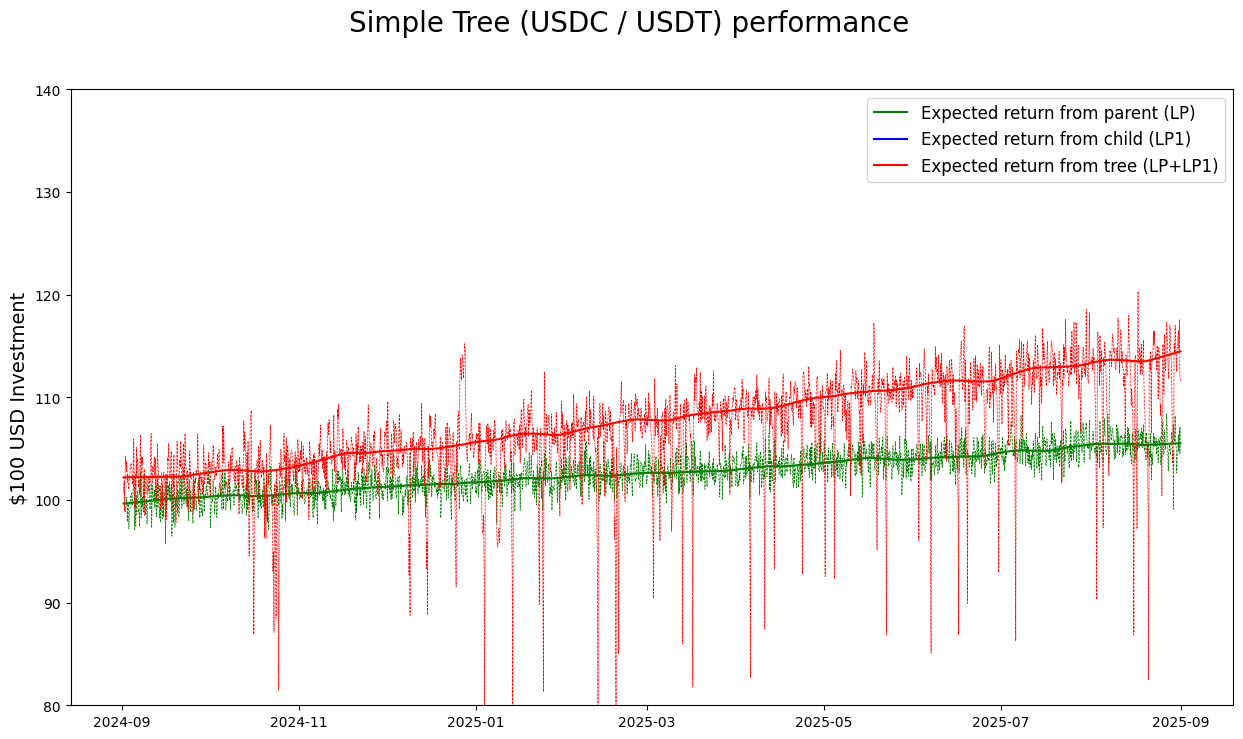 Simple Tree (USDC / USDT) performance
Expected return from parent (LP)
Expected return from child (LP1)
Expected return from tree (LP+LP1)
$100 USD Investment
140
130
120
110
100
90
80
2024-09
2024-11
2025-01
2025-03
2025-05
2025-07
2025-09